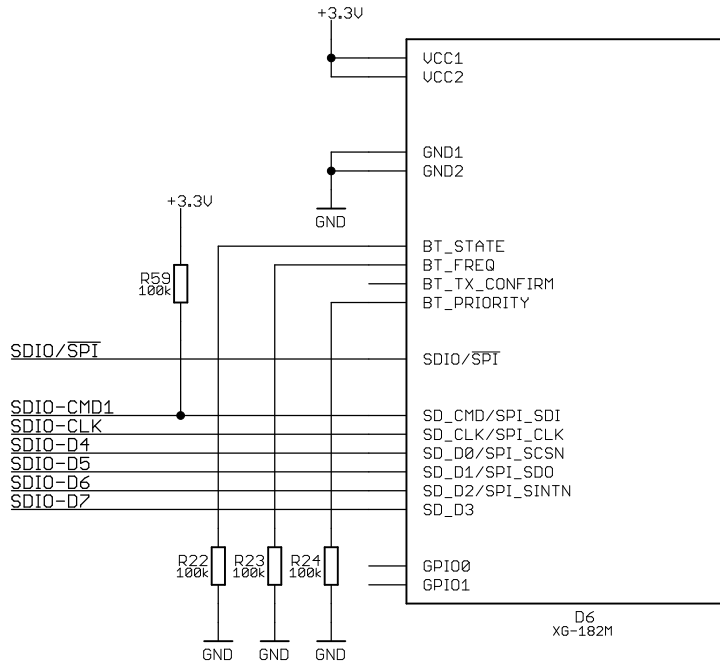 +3.3V
VCC1
VCC2
GND1
GND2
+3.3V
GND
BT_STATE
BT_FREQ
BT_TX_CONFIRM
BT_PRIORITY
R59
100k
SDIO/SPI
SDIO/SPI
SDIO-CMD1
SD_CMD/SPI_SDI
SDIO-CLK
SD_CLK/SPI_CLK
SDIO-D4
SD_D0/SPI_SCSN
SDIO-D5
SD_D1/SPI_SDO
SDIO-D6
SD_D2/SPI_SINTN
SDIO-D7
SD_D3
R22
100k
R23
100k
R24
100k
GPIO0
GPIO1
D6
XG-182M
GND
GND
GND